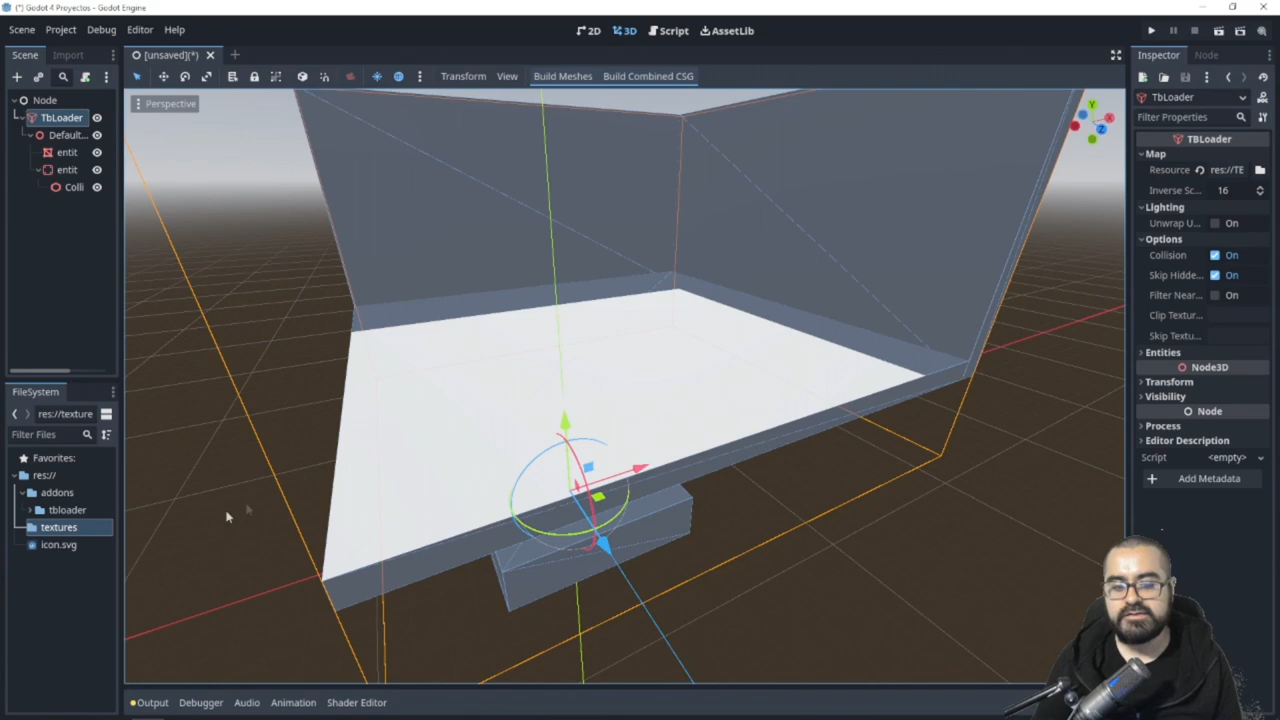 (*) Godot 4 Proyectos - Godot Engine
Scene Project Debug Editor Help
2D 3D Script AssetLib
Scene Import
[unsaved](*)
Inspector Node
Transform View Build Meshes Build Combined CSG
Perspective
Node
TbLoader
Default...
entit
entit
Colli
Y
X
Z
TbLoader
Filter Properties
TBLoader
Map
Resource res://TE
Inverse Sc... 16
Lighting
Unwrap U... On
Options
Collision On
Skip Hidde... On
Filter Near... On
Clip Textur...
Skip Textu...
Entities
Node3D
Transform
Visibility
Node
Process
Editor Description
Script <empty>
Add Metadata
FileSystem
res://texture
Filter Files
Favorites:
res://
addons
tbloader
textures
icon.svg
Output Debugger Audio Animation Shader Editor